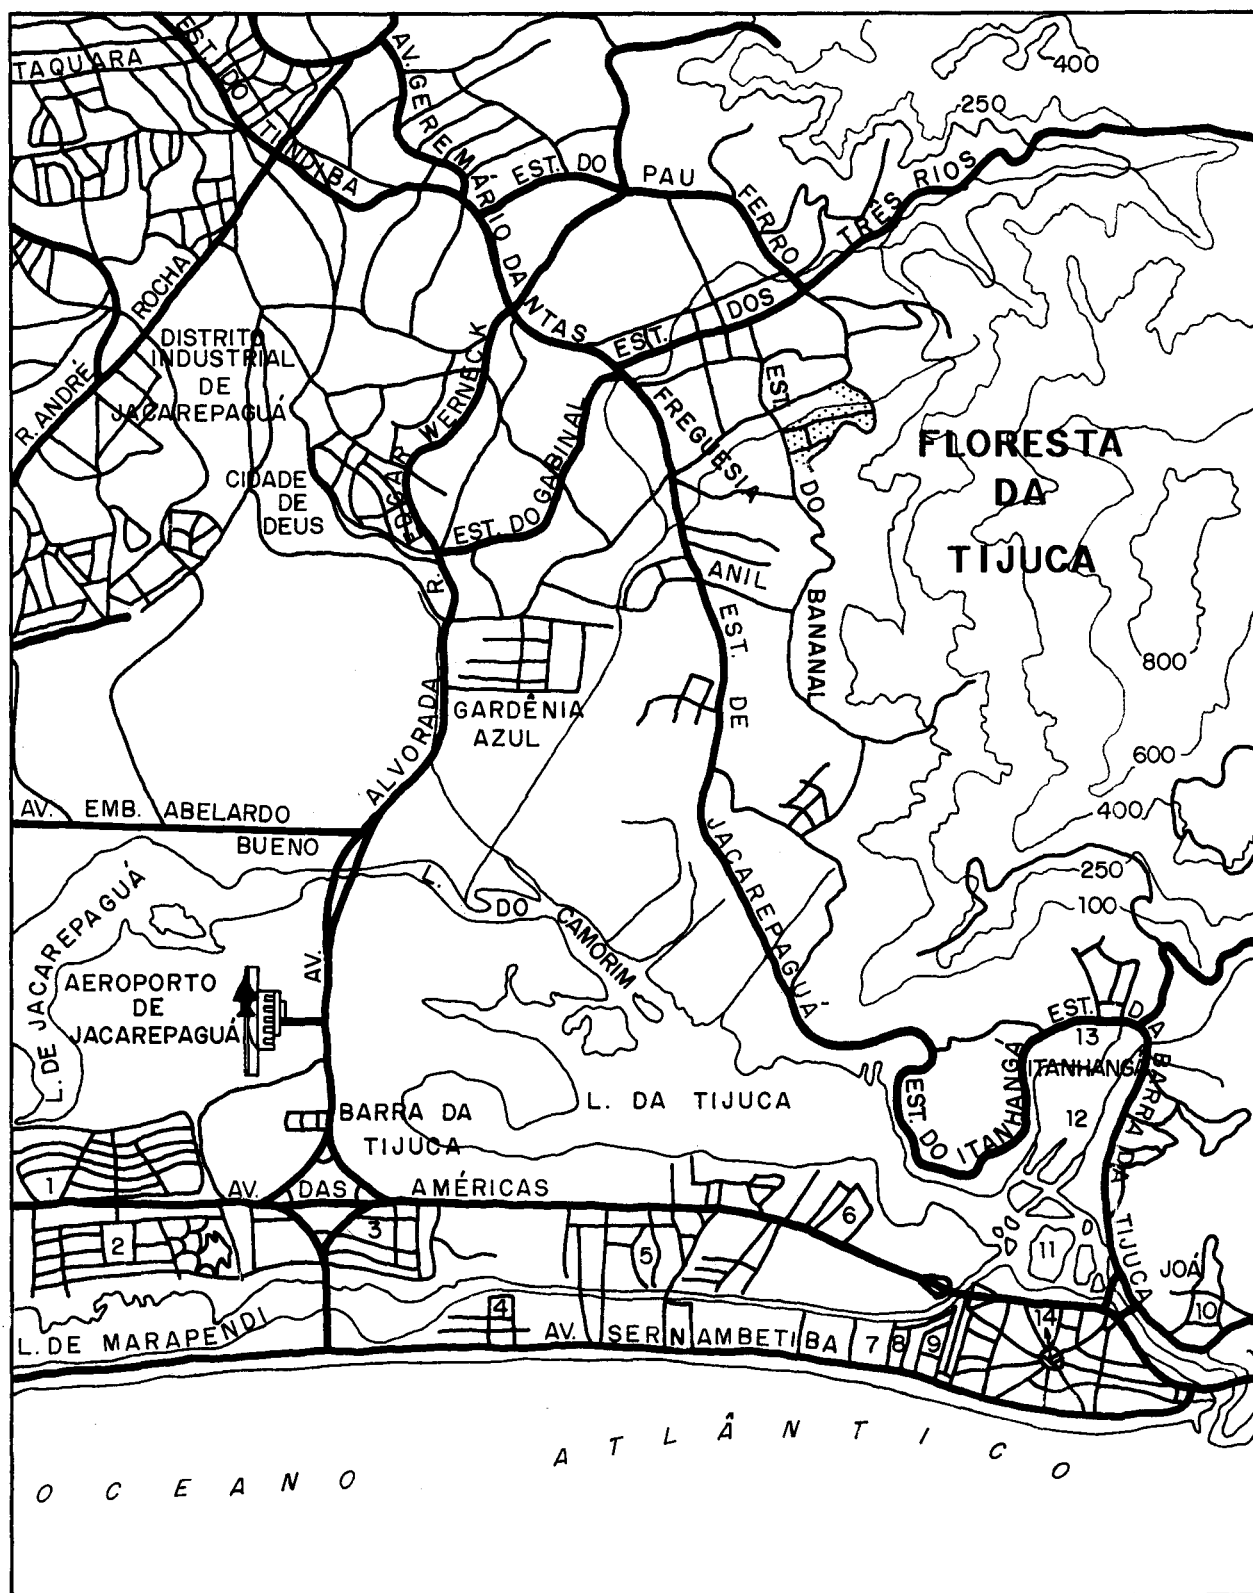 TAQUARA
EST. DO TINDIBA
AV. GEREMÁRIO DANTAS
400
250
EST. DO PAU FERRO
EST. DOS TRÊS RIOS
R. ANDRÉ ROCHA
DISTRITO
INDUSTRIAL
DE
JACAREPAGUÁ
R. EDGAR WERNECK
EST. DO GABINAL
FREGUESIA
EST. DO BANANAL
FLORESTA
DA
TIJUCA
CIDADE
DE
DEUS
ANIL
800
GARDÊNIA
AZUL
600
400
250
100
AV. ALVORADA
EST. DE JACAREPAGUÁ
AV. EMB. ABELARDO
BUENO
L. DE JACAREPAGUÁ
L. DO CAMORIM
AEROPORTO
DE
JACAREPAGUÁ
EST. DA BARRA DA TIJUCA
13
ITANHANGÁ
12
EST. DO ITANHANGÁ
L. DA TIJUCA
BARRA DA
TIJUCA
1
AV. DAS AMÉRICAS
2
3
5
6
11
JOÁ
10
4
L. DE MARAPENDI
AV. SERNAMBETIBA
7
8
9
14
OCEANO ATLÂNTICO